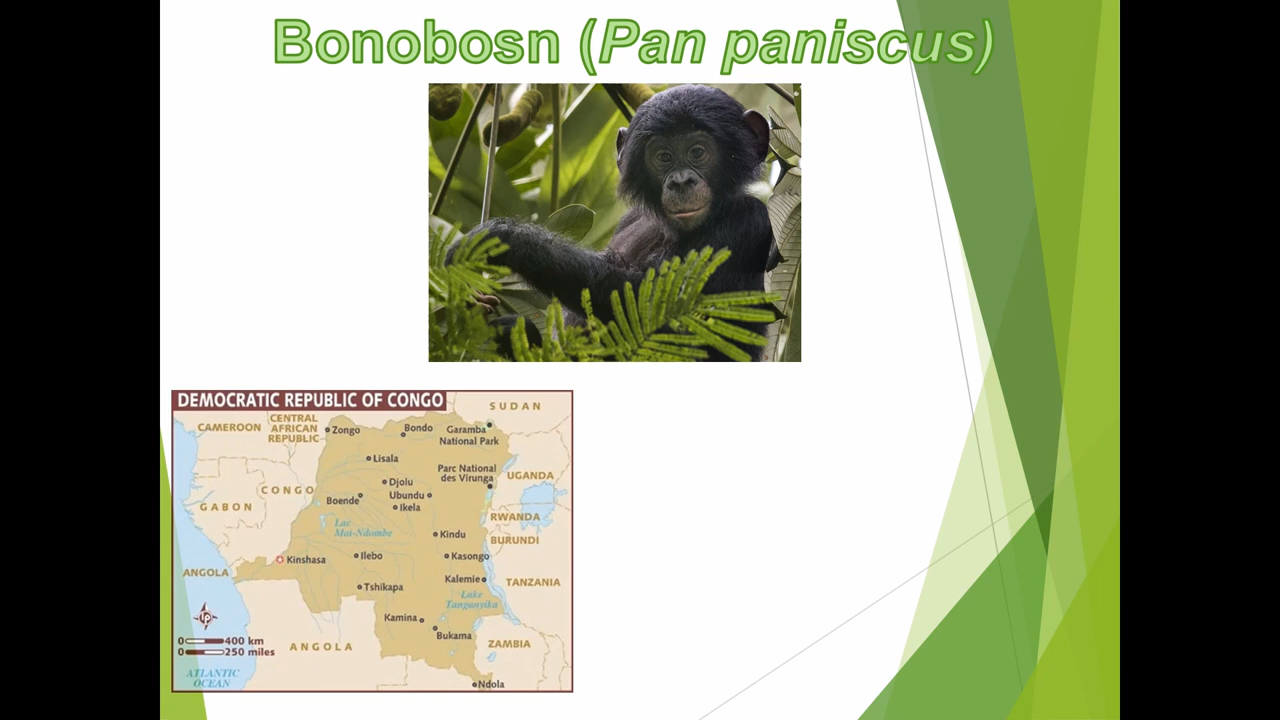 Bonobosn (Pan paniscus)
DEMOCRATIC REPUBLIC OF CONGO
SUDAN
CENTRAL
AFRICAN
REPUBLIC
CAMEROON
Zongo
Bondo
Garamba
National Park
Lisala
Parc National
des Virunga
UGANDA
Djolu
CONGO
Boende
Ubundu
Ikela
GABON
RWANDA
Lac
Mai-Ndombe
Kindu
BURUNDI
Kinshasa
Ilebo
Kasongo
ANGOLA
Kalemie
TANZANIA
Tshikapa
Lake
Tanganyika
Kamina
Bukama
0 400 km
0 250 miles
ANGOLA
ZAMBIA
ATLANTIC
OCEAN
Ndola